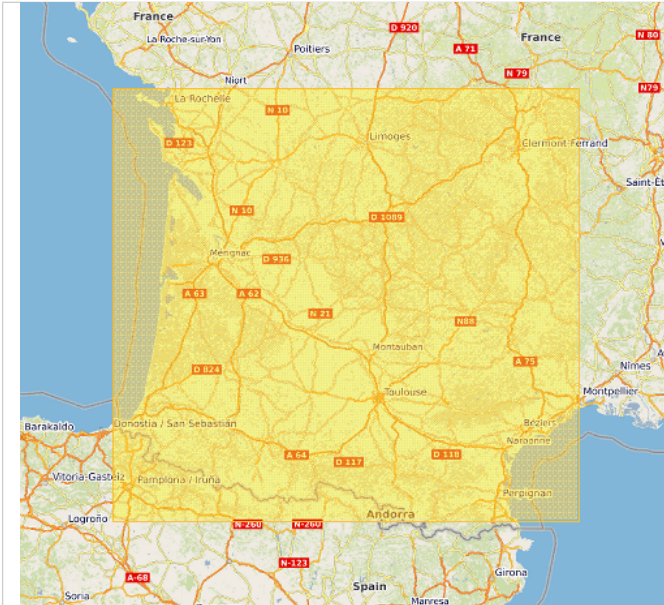 France
D 920
La Roche-sur-Yon
N 80
France
Poitiers
A 71
N 79
Niort
N79
La Rochelle
N 10
Limoges
D 123
Clermont-Ferrand
Saint-Ét
N 10
D 1089
Mérignac
D 936
A 63
A 62
N 21
N88
Montauban
A 75
Nîmes
D 824
Toulouse
Montpellier
Barakaldo
Donostia / San Sebastián
Béziers
Narbonne
A 64
D 118
D 117
Vitoria-Gasteiz
Pamplona / Iruña
Perpignan
Andorra
Logroño
N-260
N-260
N-123
Girona
A-68
Spain
Soria
Manresa